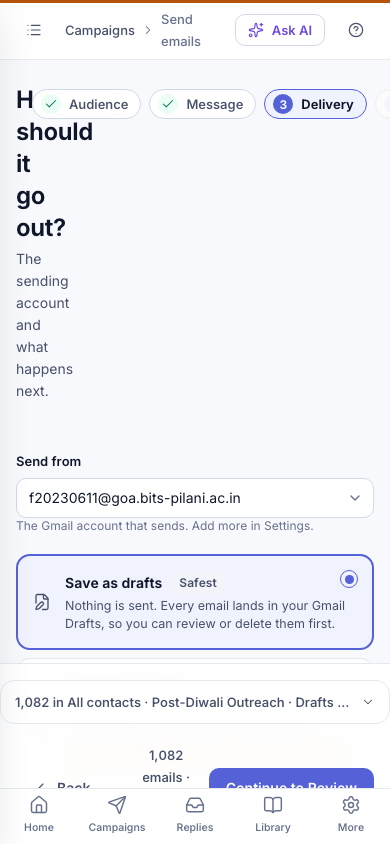 Campaigns
Send
emails
Ask AI
Audience
Message
3 Delivery
H
should
it
go
out?
The
sending
account
and
what
happens
next.
Send from
f20230611@goa.bits-pilani.ac.in
The Gmail account that sends. Add more in Settings.
Save as drafts Safest
Nothing is sent. Every email lands in your Gmail
Drafts, so you can review or delete them first.
1,082 in All contacts · Post-Diwali Outreach · Drafts ...
1,082
emails ·
Back
Continue to Review
Home
Campaigns
Replies
Library
More